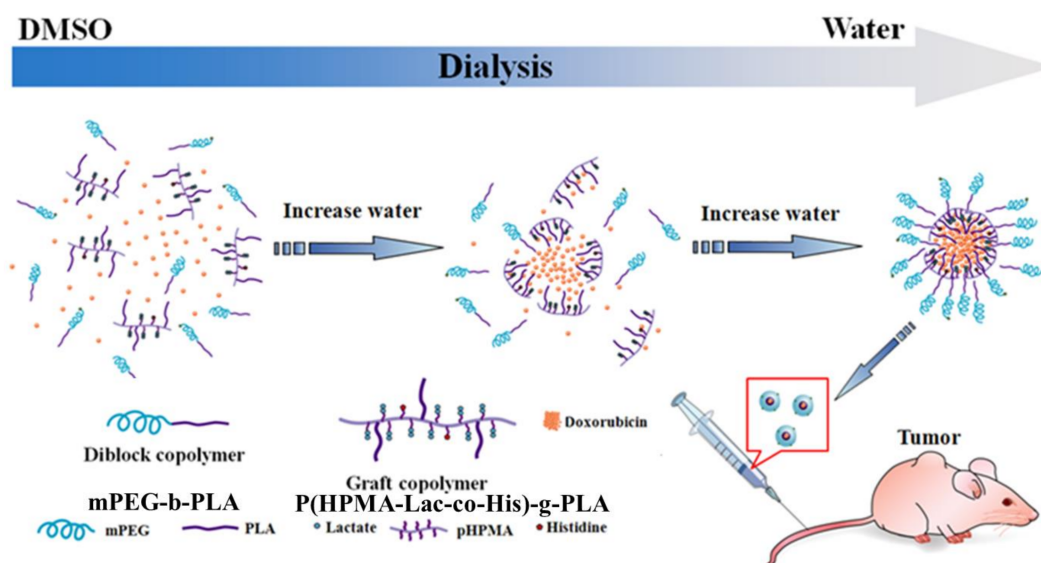 DMSO
Water
Dialysis
Increase water
Increase water
Diblock copolymer
mPEG-b-PLA
Graft copolymer
P(HPMA-Lac-co-His)-g-PLA
Doxorubicin
Tumor
mPEG
PLA
Lactate
pHPMA
Histidine